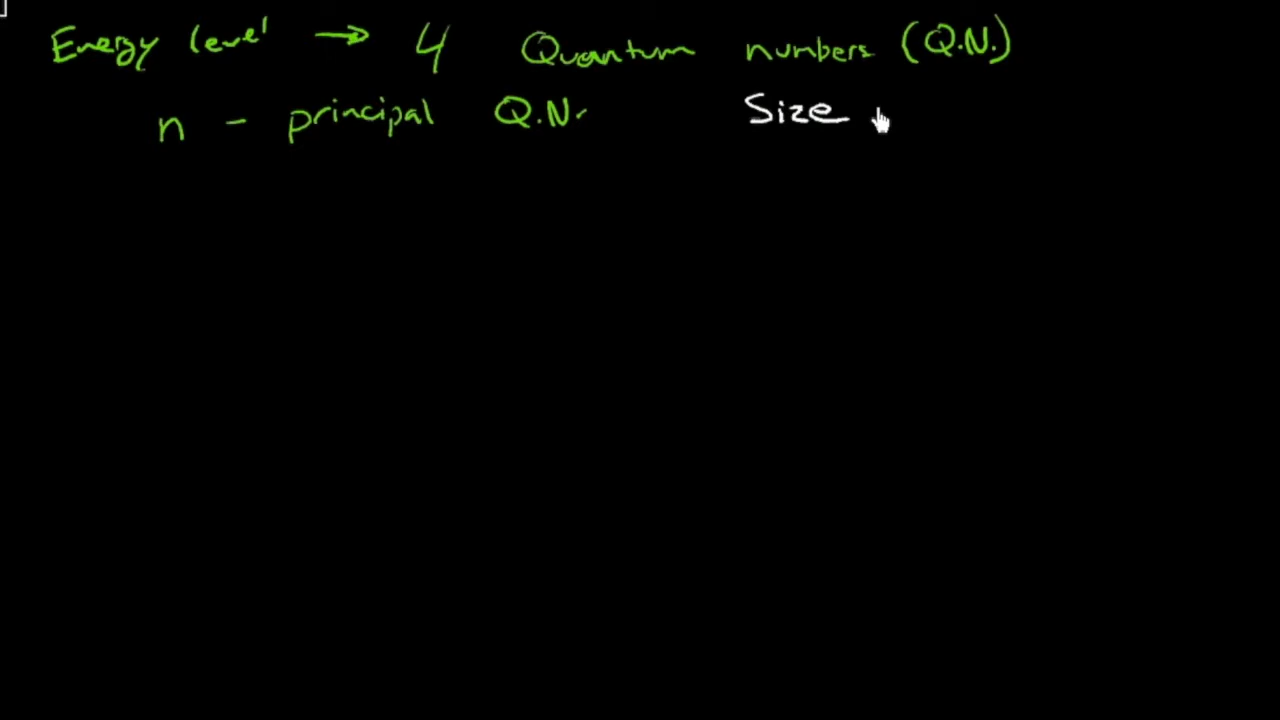 Energy level → 4 Quantum numbers (Q.N.)
n - principal Q.N. Size